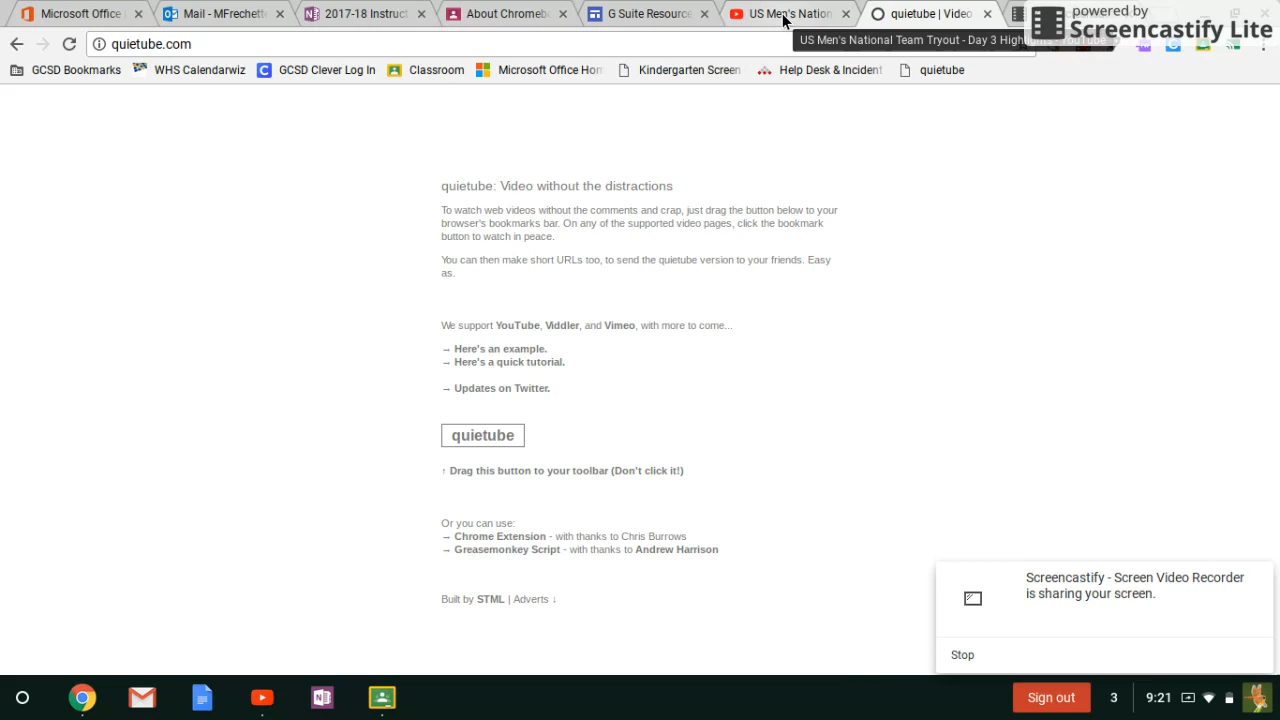 Microsoft Office
Mail - MFrechett
2017-18 Instruct
About Chromeb
G Suite Resource
US Men's Nation
quietube | Video
powered by
Screencastify Lite
quietube.com
US Men's National Team Tryout - Day 3 Highlights - YouTube
GCSD Bookmarks
WHS Calendarwiz
GCSD Clever Log In
Classroom
Microsoft Office Hom
Kindergarten Screen
Help Desk & Incident
quietube
quietube: Video without the distractions
To watch web videos without the comments and crap, just drag the button below to your
browser's bookmarks bar. On any of the supported video pages, click the bookmark
button to watch in peace.
You can then make short URLs too, to send the quietube version to your friends. Easy
as.
We support YouTube, Viddler, and Vimeo, with more to come...
→ Here's an example.
→ Here's a quick tutorial.
→ Updates on Twitter.
quietube
↑ Drag this button to your toolbar (Don't click it!)
Or you can use:
→ Chrome Extension - with thanks to Chris Burrows
→ Greasemonkey Script - with thanks to Andrew Harrison
Built by STML | Adverts ↓
Screencastify - Screen Video Recorder
is sharing your screen.
Stop
Sign out
3
9:21